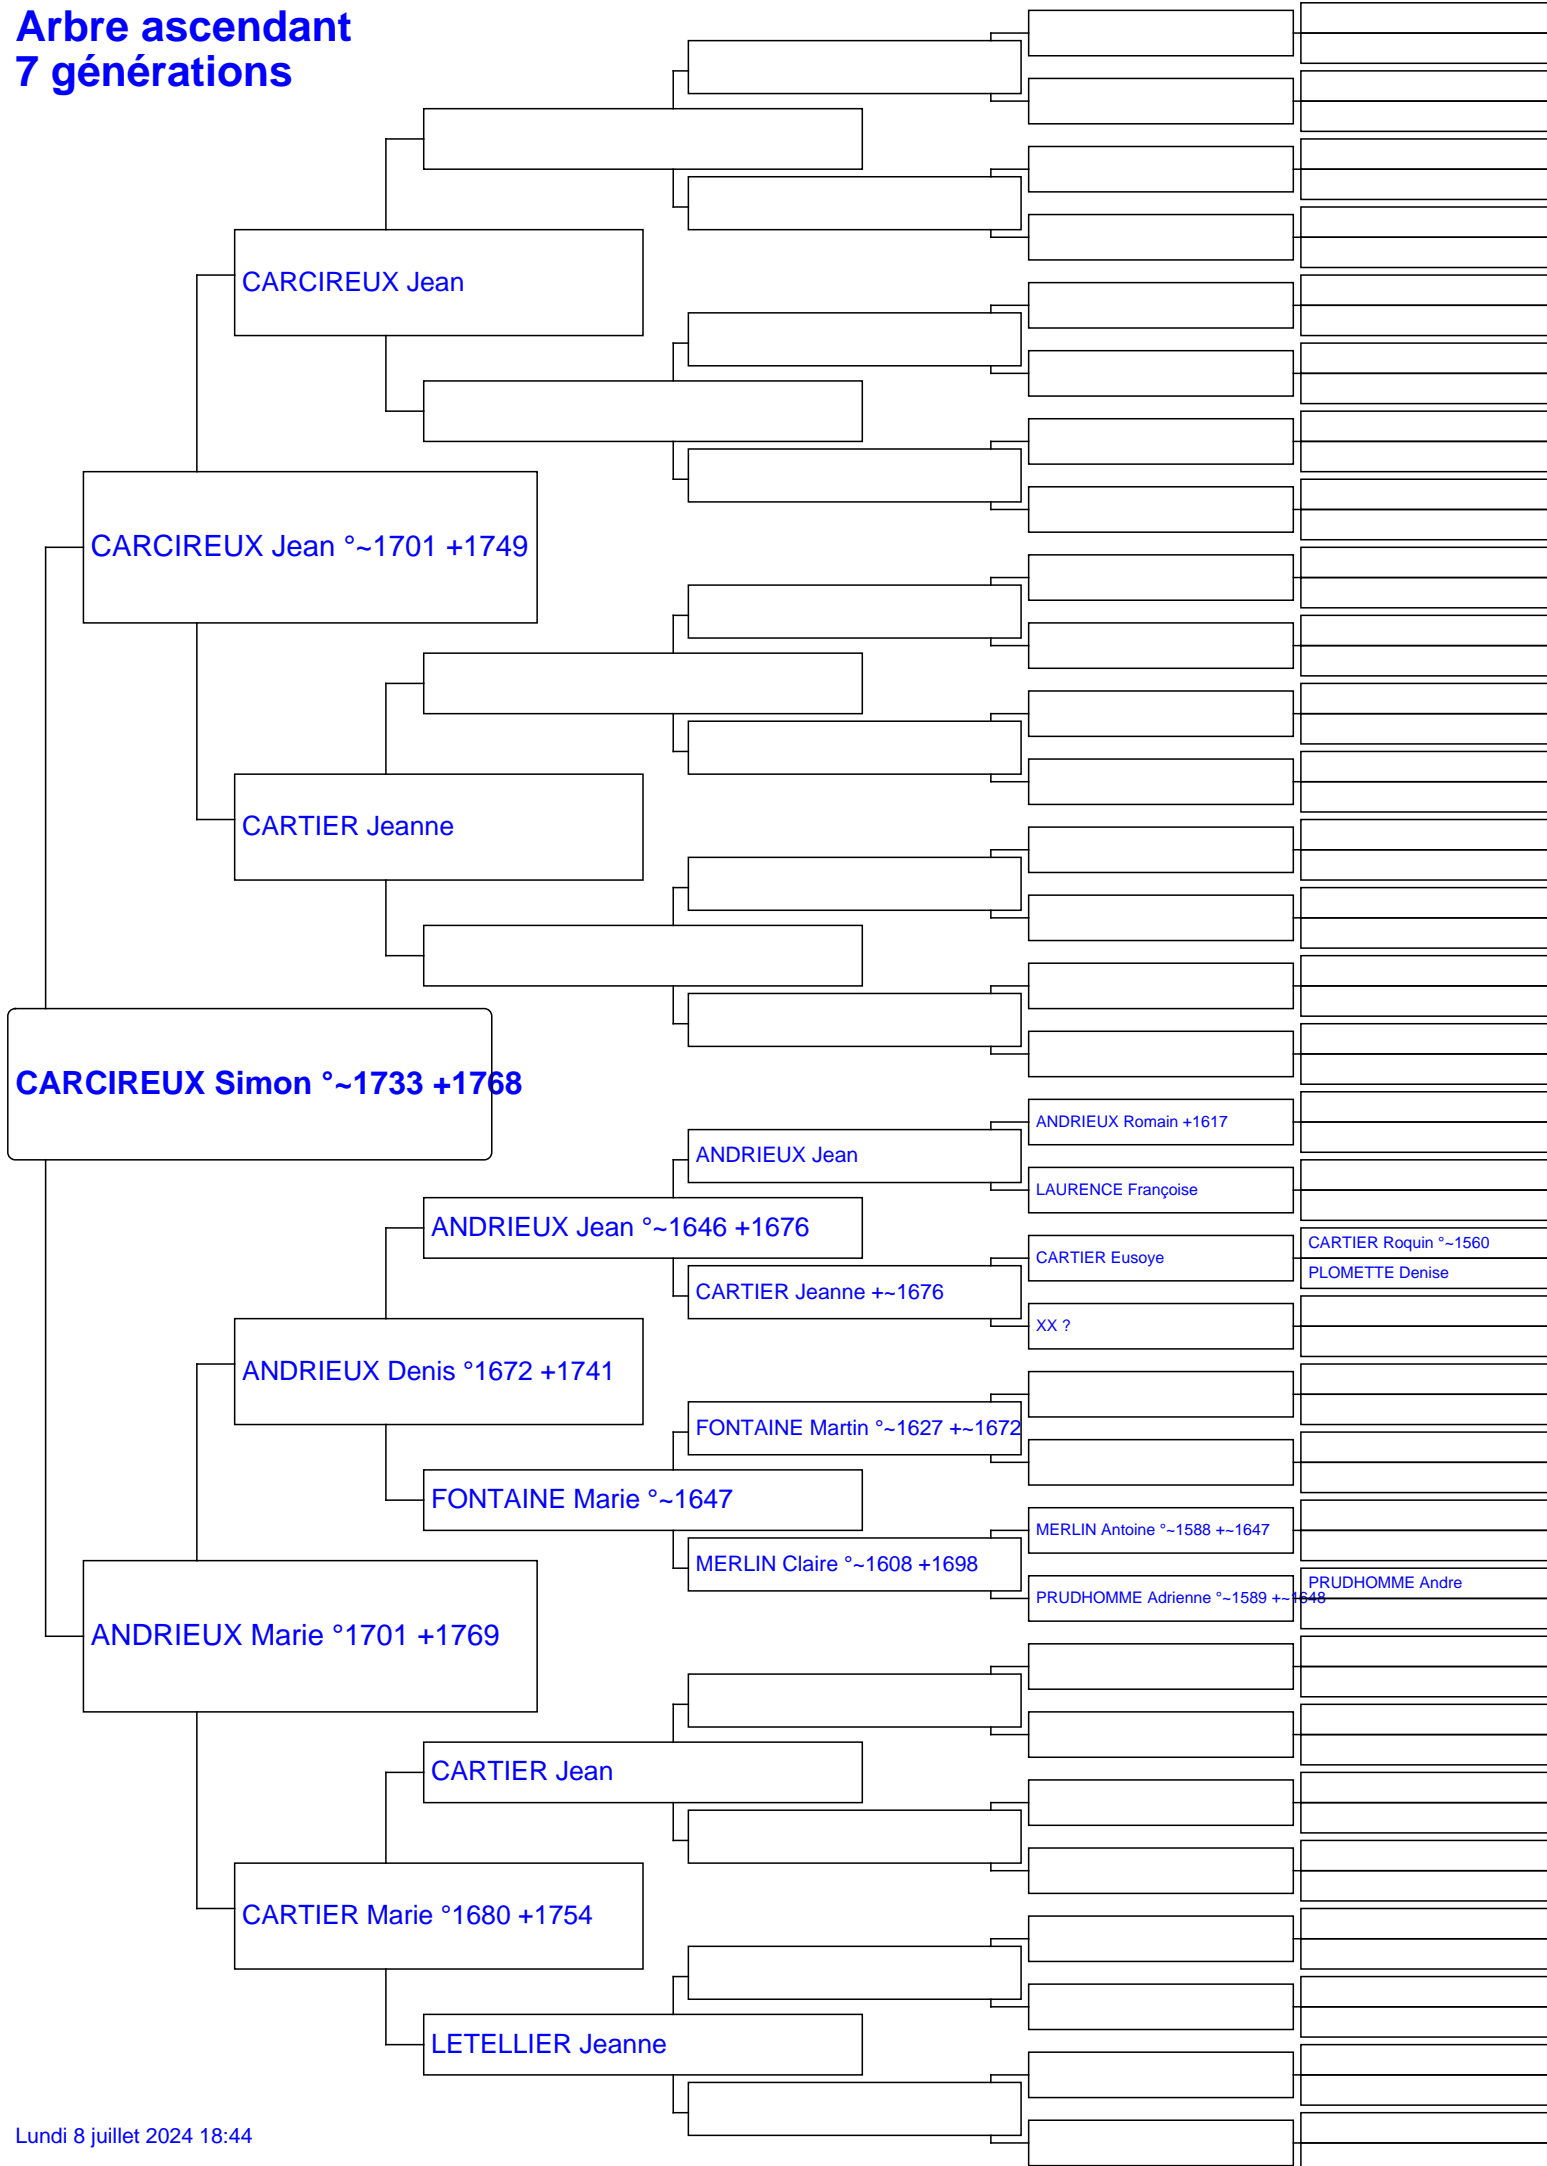 Arbre ascendant
7 générations
CARCIREUX Jean
CARCIREUX Jean °~1701 +1749
CARTIER Jeanne
CARCIREUX Simon °~1733 +1768
ANDRIEUX Romain +1617
ANDRIEUX Jean
LAURENCE Françoise
ANDRIEUX Jean °~1646 +1676
CARTIER Roquin °~1560
CARTIER Eusoye
PLOMETTE Denise
CARTIER Jeanne +~1676
XX ?
ANDRIEUX Denis °1672 +1741
FONTAINE Martin °~1627 +~1672
FONTAINE Marie °~1647
MERLIN Antoine °~1588 +~1647
MERLIN Claire °~1608 +1698
PRUDHOMME Andre
PRUDHOMME Adrienne °~1589 +~1648
ANDRIEUX Marie °1701 +1769
CARTIER Jean
CARTIER Marie °1680 +1754
LETELLIER Jeanne
Lundi 8 juillet 2024 18:44